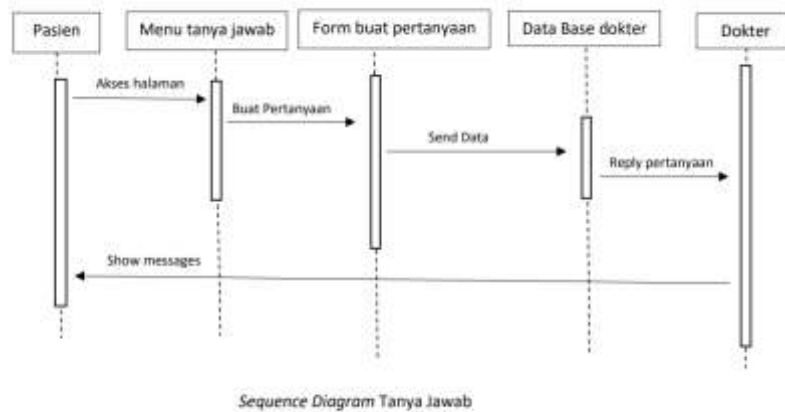 Pasien
Menu tanya jawab
Form buat pertanyaan
Data Base dokter
Dokter
Akses halaman
Buat Pertanyaan
Send Data
Reply pertanyaan
Show messages
Sequence Diagram Tanya Jawab